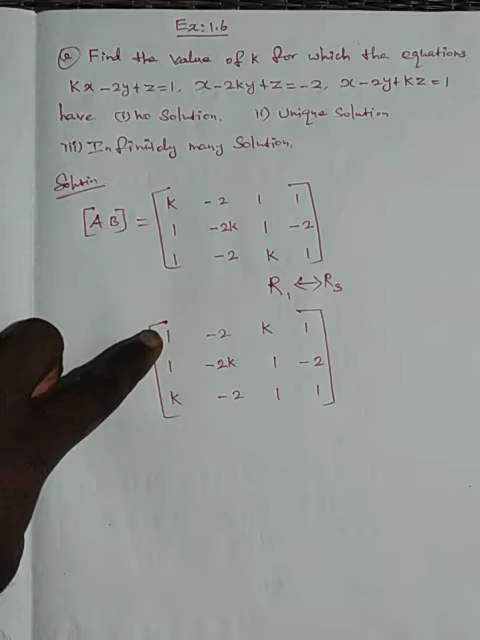 Ex: 1.6
② Find the value of k for which the equations
kx - 2y + z = 1, x - 2ky + z = -2, x - 2y + kz = 1
have (i) no Solution. ii) Unique Solution
iii) Infinitely many Solution.
Solution
[A B] = [ k -2 1 1
1 -2k 1 -2
1 -2 k 1 ]
R₁ ↔ R₃
[ 1 -2 k 1
1 -2k 1 -2
k -2 1 1 ]